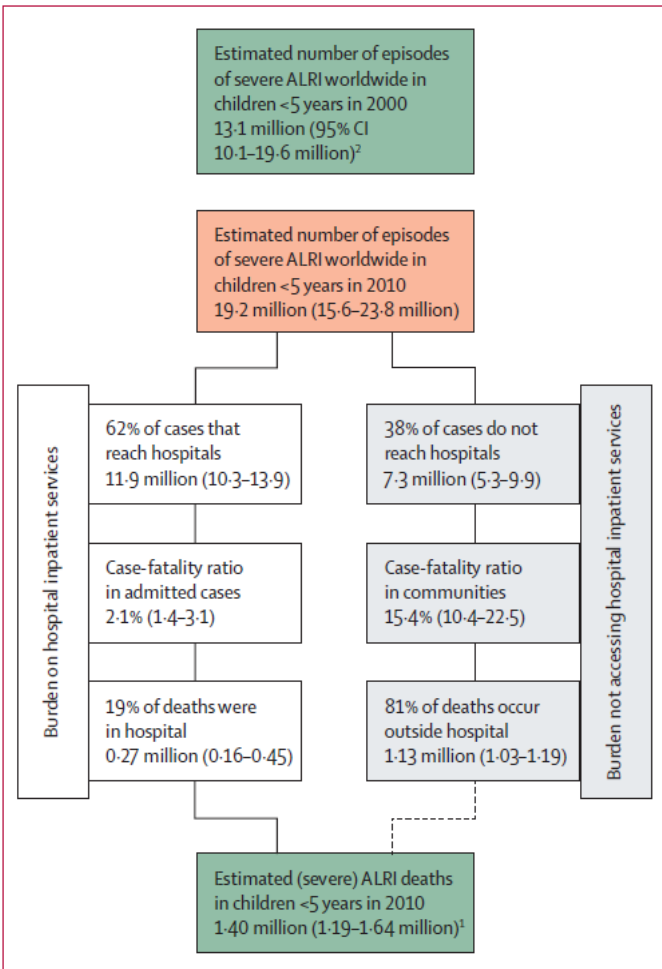 Estimated number of episodes
of severe ALRI worldwide in
children <5 years in 2000
13·1 million (95% CI
10·1–19·6 million)²
Estimated number of episodes
of severe ALRI worldwide in
children <5 years in 2010
19·2 million (15·6–23·8 million)
Burden on hospital inpatient services
62% of cases that
reach hospitals
11·9 million (10·3–13·9)
Case-fatality ratio
in admitted cases
2·1% (1·4–3·1)
19% of deaths were
in hospital
0·27 million (0·16–0·45)
38% of cases do not
reach hospitals
7·3 million (5·3–9·9)
Case-fatality ratio
in communities
15·4% (10·4–22·5)
81% of deaths occur
outside hospital
1·13 million (1·03–1·19)
Burden not accessing hospital inpatient services
Estimated (severe) ALRI deaths
in children <5 years in 2010
1·40 million (1·19–1·64 million)¹